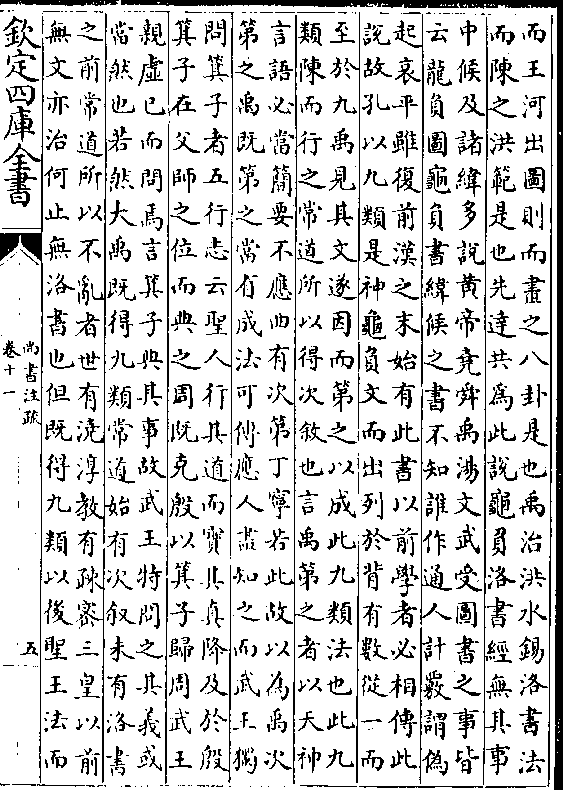 而王河出圖則而畫之八卦是也禹治洪水錫洛書法
而陳之洪範是也先達共爲此說龜負洛書經無其事
中候及諸緯多說黃帝堯舜禹湯文武受圖書之事皆
云龍負圖龜負書緯候之書不知誰作通人計覈謂偽
起哀平雖復前漢之末始有此書以前學者必相傳此
說故孔以九類是神龜負文而出列於背有數從一而
至於九禹見其文遂因而第之以成此九類法也此九
類陳而行之常道所以得次敘也言禹第之者以天神
言語必當簡要不應曲有次第丁寧若此故以為禹次
第之禹既第之當有成法可傳應人盡知之而武王獨
問箕子者五行志云聖人行其道而寶其真降及於殷
箕子在父師之位而典之周既克殷以箕子歸周武王
親虛已而問焉言箕子典其事故武王特問之其義或
當然也若然大禹既得九類常道始有次叙未有洛書
之前常道所以不亂者世有澆淳教有疎密三皇以前
無文亦治何止無洛書也但既得九類以後聖王法而
欽定四庫全書
尚書注疏
卷十一
五